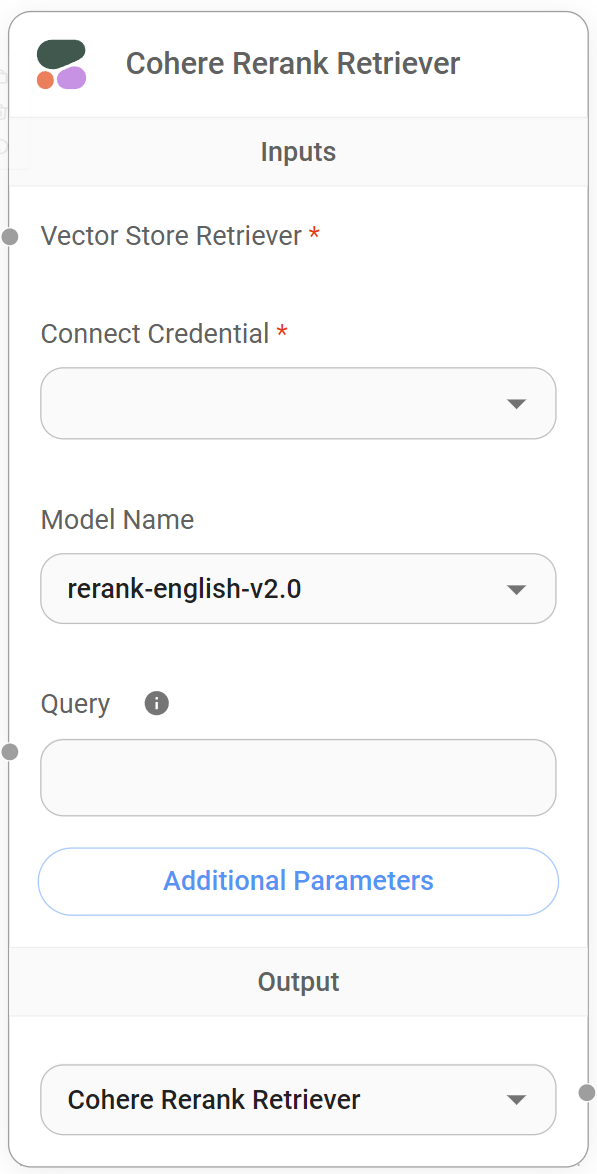 Cohere Rerank Retriever
Inputs
Vector Store Retriever *
Connect Credential *
Model Name
rerank-english-v2.0
Query
Additional Parameters
Output
Cohere Rerank Retriever